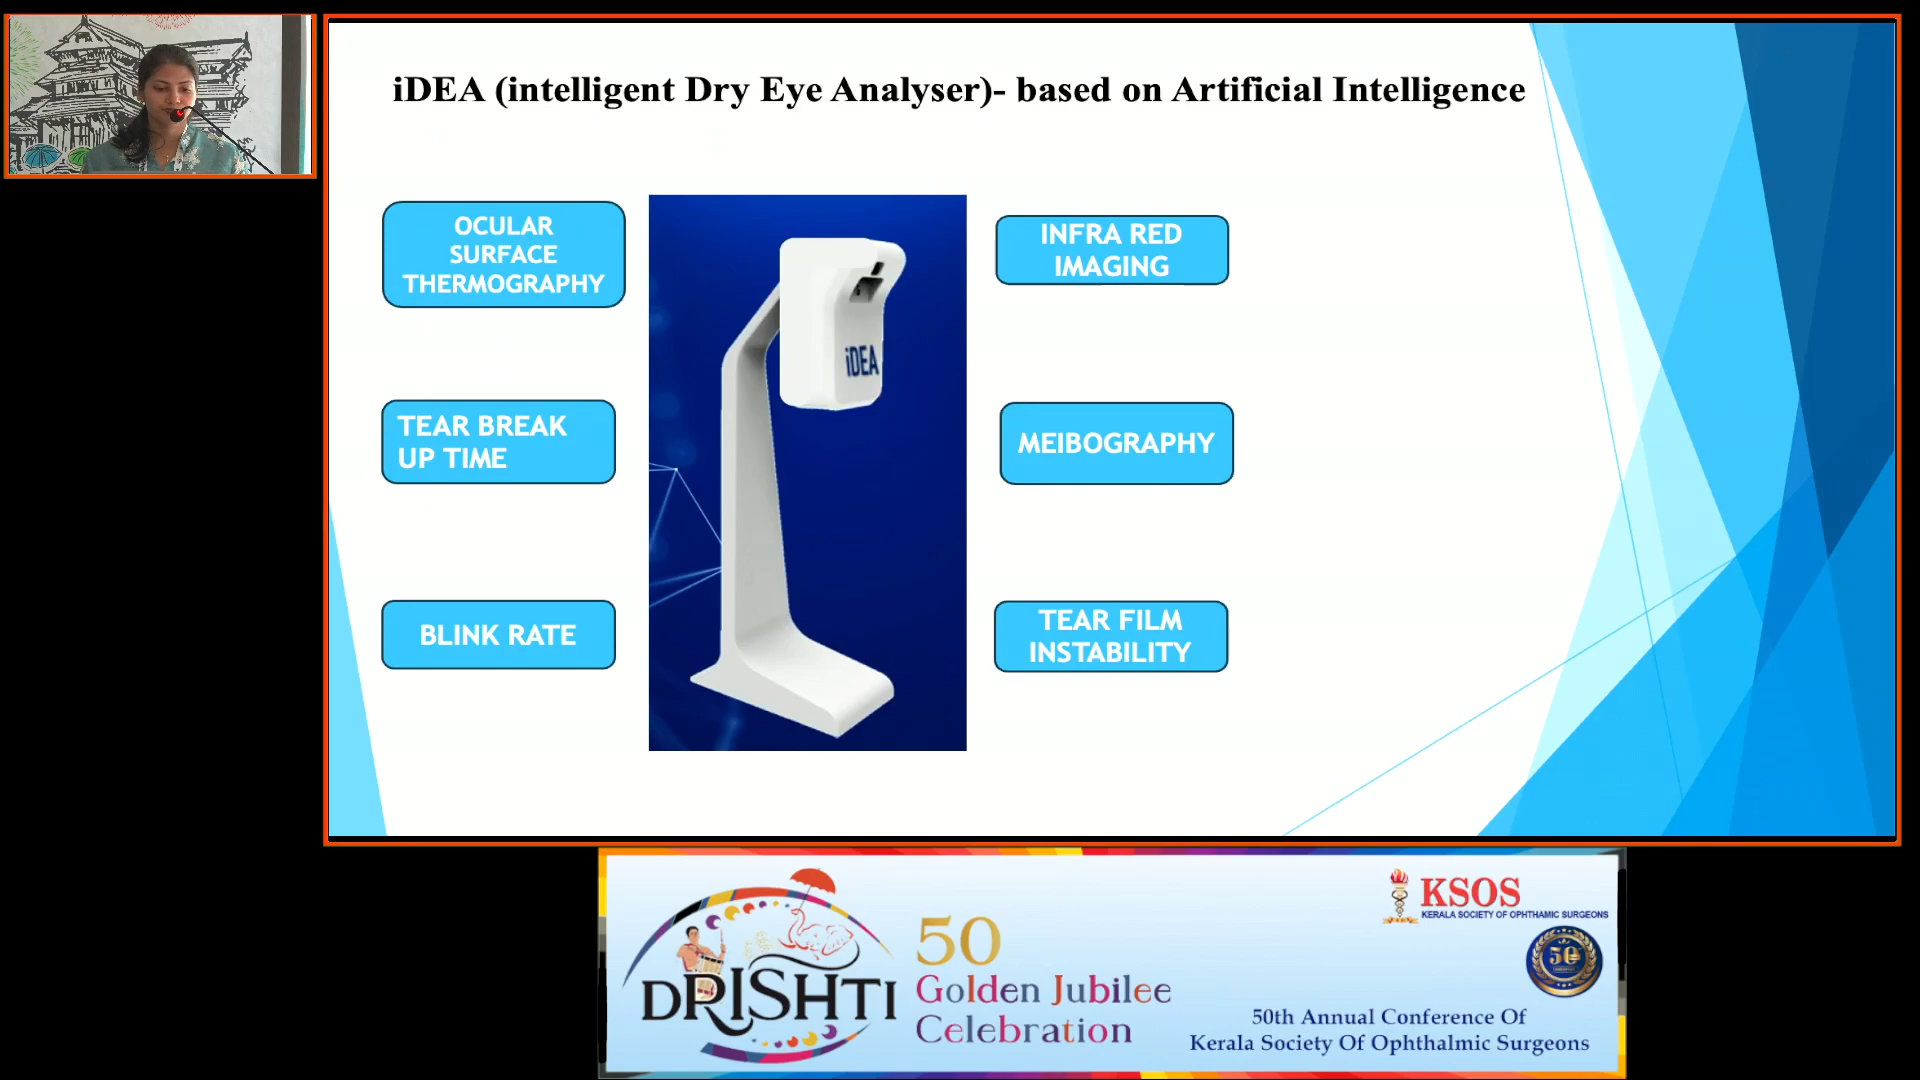 iDEA (intelligent Dry Eye Analyser)- based on Artificial Intelligence
OCULAR
SURFACE
THERMOGRAPHY
INFRA RED
IMAGING
iDEA
TEAR BREAK
UP TIME
MEIBOGRAPHY
BLINK RATE
TEAR FILM
INSTABILITY
DRISHTI
50
Golden Jubilee
Celebration
KSOS
KERALA SOCIETY OF OPHTHAMIC SURGEONS
50
50th Annual Conference Of
Kerala Society Of Ophthalmic Surgeons